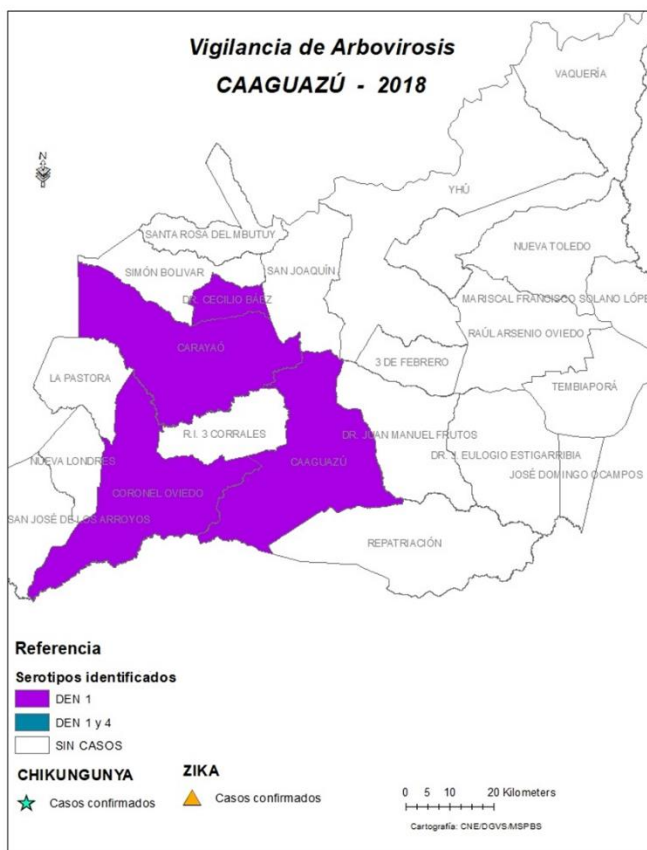 Vigilancia de Arbovirosis
CAAGUAZÚ - 2018
VAQUERÍA
N
YHÚ
SANTA ROSA DEL MBUTUY
NUEVA TOLEDO
SIMÓN BOLIVAR
SAN JOAQUÍN
DR. CECILIO BÁEZ
MARISCAL FRANCISCO SOLANO LÓPE
RAÚL ARSENIO OVIEDO
CARAYAÓ
3 DE FEBRERO
LA PASTORA
TEMBIAPORÁ
R.I. 3 CORRALES
DR. JUAN MANUEL FRUTOS
NUEVA LONDRES
CAAGUAZÚ
DR. J. EULOGIO ESTIGARRIBIA
JOSÉ DOMINGO OCAMPOS
CORONEL OVIEDO
SAN JOSÉ DE LOS ARROYOS
REPATRIACIÓN
Referencia
Serotipos identificados
DEN 1
DEN 1 y 4
SIN CASOS
CHIKUNGUNYA
Casos confirmados
ZIKA
Casos confirmados
0 5 10 20 Kilometers
Cartografía: CNE/DGVS/MSPBS